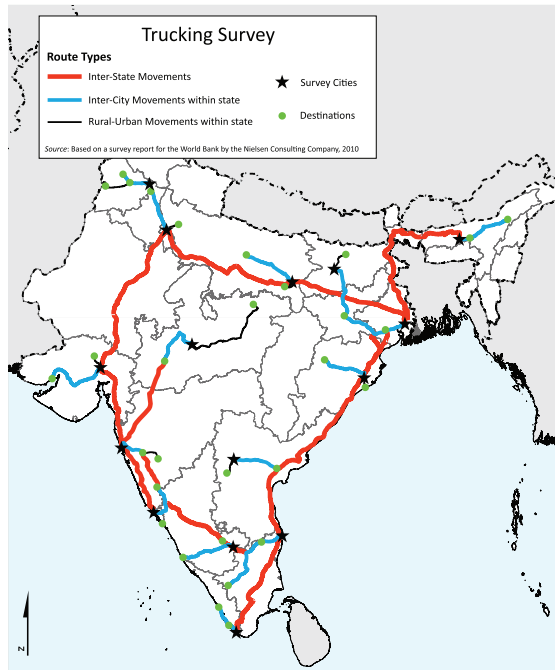 Trucking Survey
Route Types
Inter-State Movements
Survey Cities
Inter-City Movements within state
Destinations
Rural-Urban Movements within state
Source: Based on a survey report for the World Bank by the Nielsen Consulting Company, 2010
N